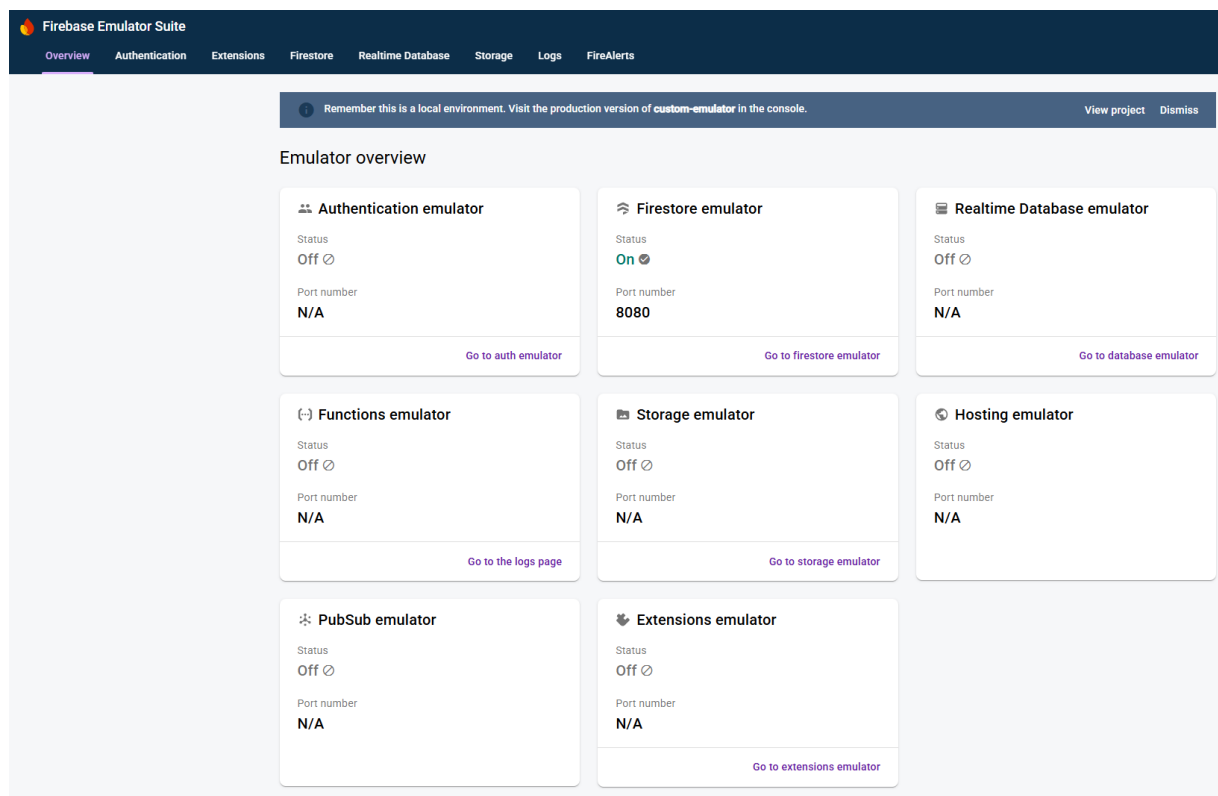 Firebase Emulator Suite
Overview Authentication Extensions Firestore Realtime Database Storage Logs FireAlerts
Remember this is a local environment. Visit the production version of custom-emulator in the console. View project Dismiss
Emulator overview
Authentication emulator
Status
Off
Port number
N/A
Go to auth emulator
Firestore emulator
Status
On
Port number
8080
Go to firestore emulator
Realtime Database emulator
Status
Off
Port number
N/A
Go to database emulator
Functions emulator
Status
Off
Port number
N/A
Go to the logs page
Storage emulator
Status
Off
Port number
N/A
Go to storage emulator
Hosting emulator
Status
Off
Port number
N/A
PubSub emulator
Status
Off
Port number
N/A
Extensions emulator
Status
Off
Port number
N/A
Go to extensions emulator